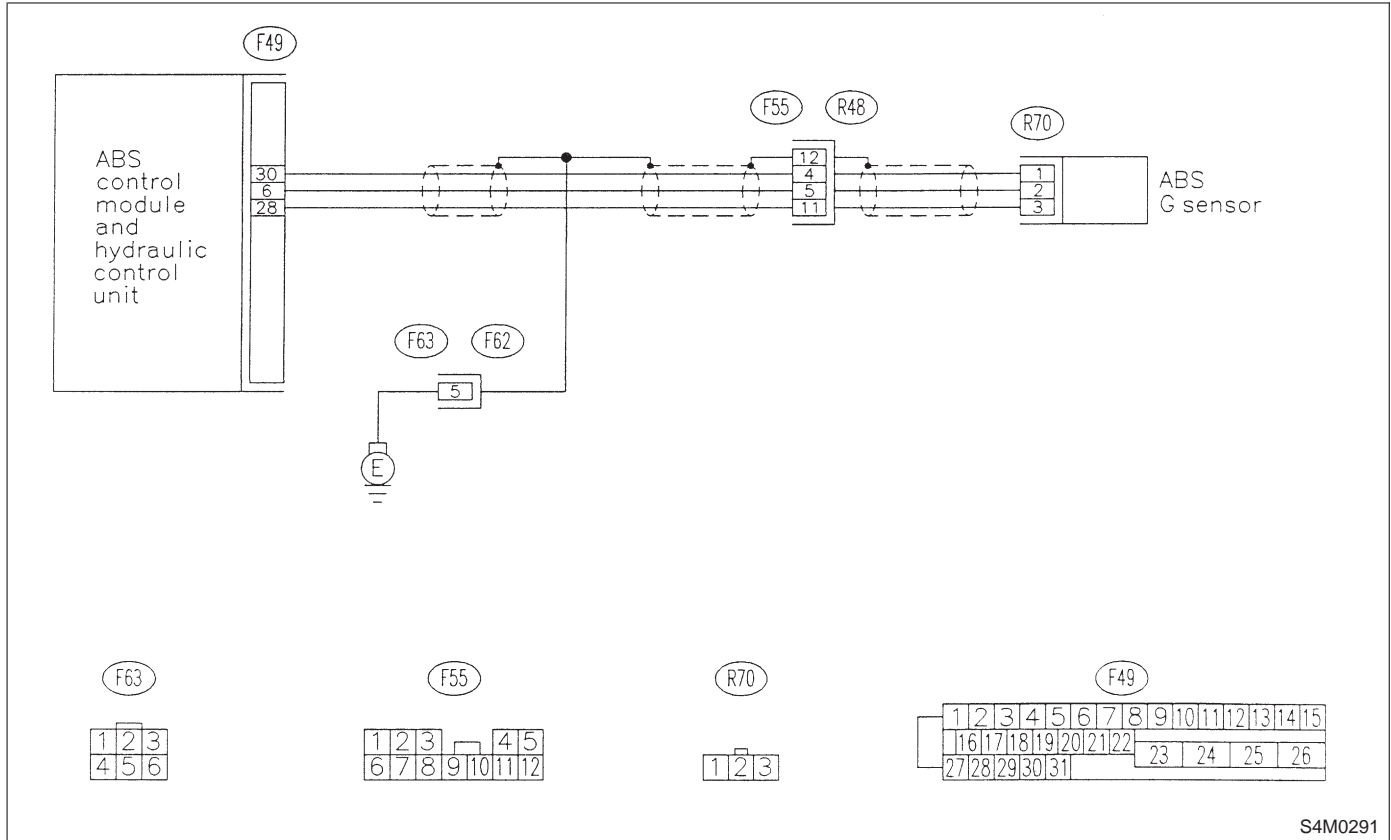 F49
ABS
control
module
and
hydraulic
control
unit
30
6
28
F55 R48
12
4
5
11
R70
1
2
3
ABS
G sensor
F63 F62
5
E
F63
1 2 3
4 5 6
F55
1 2 3 4 5
6 7 8 9 10 11 12
R70
1 2 3
F49
1 2 3 4 5 6 7 8 9 10 11 12 13 14 15
16 17 18 19 20 21 22 23 24 25 26
27 28 29 30 31
S4M0291